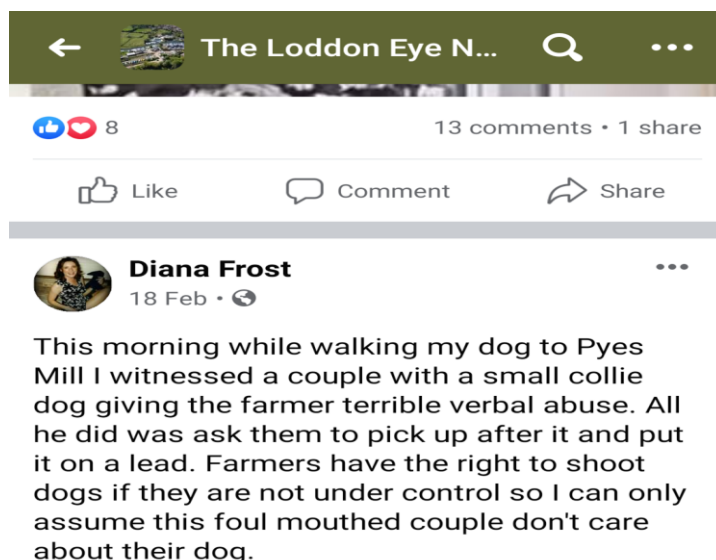 The Loddon Eye N...
8
13 comments • 1 share
Like
Comment
Share
Diana Frost
18 Feb •
This morning while walking my dog to Pyes
Mill I witnessed a couple with a small collie
dog giving the farmer terrible verbal abuse. All
he did was ask them to pick up after it and put
it on a lead. Farmers have the right to shoot
dogs if they are not under control so I can only
assume this foul mouthed couple don't care
about their dog.